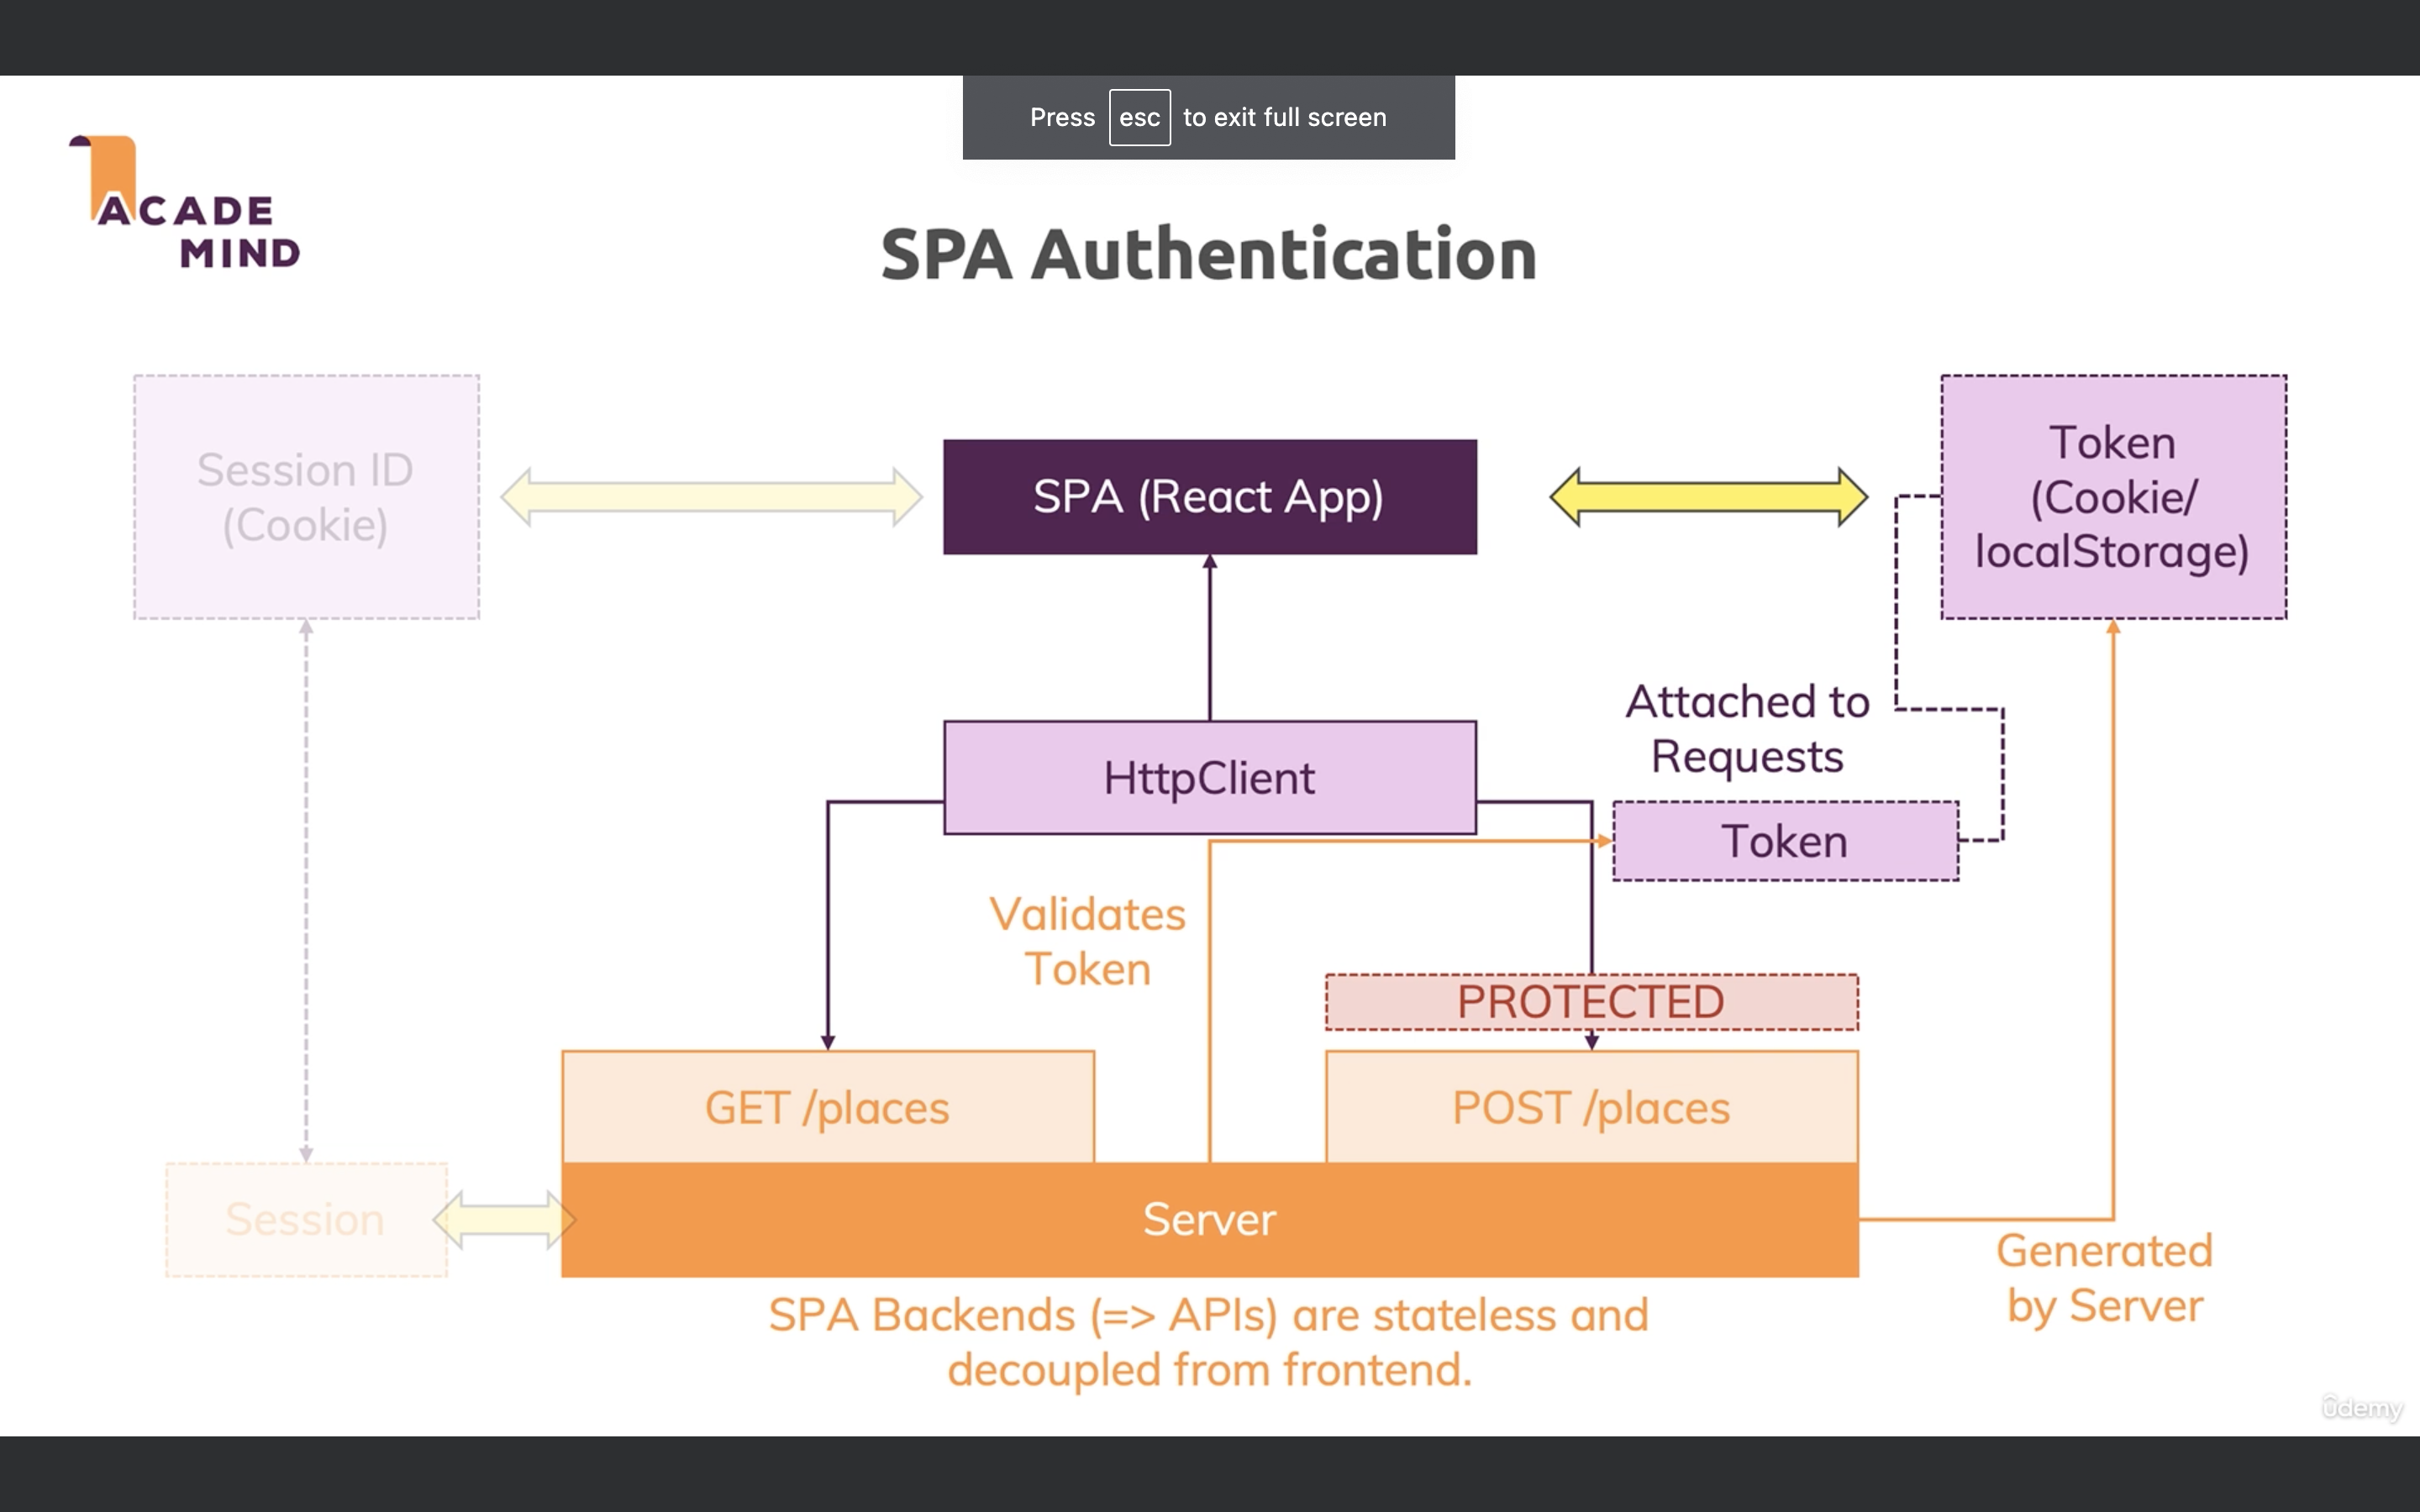 Press esc to exit full screen
ACADE
MIND
SPA Authentication
Session ID
(Cookie)
SPA (React App)
Token
(Cookie/
localStorage)
Attached to
Requests
HttpClient
Token
Validates
Token
PROTECTED
GET /places
POST /places
Session
Server
Generated
by Server
SPA Backends (=> APIs) are stateless and
decoupled from frontend.
udemy